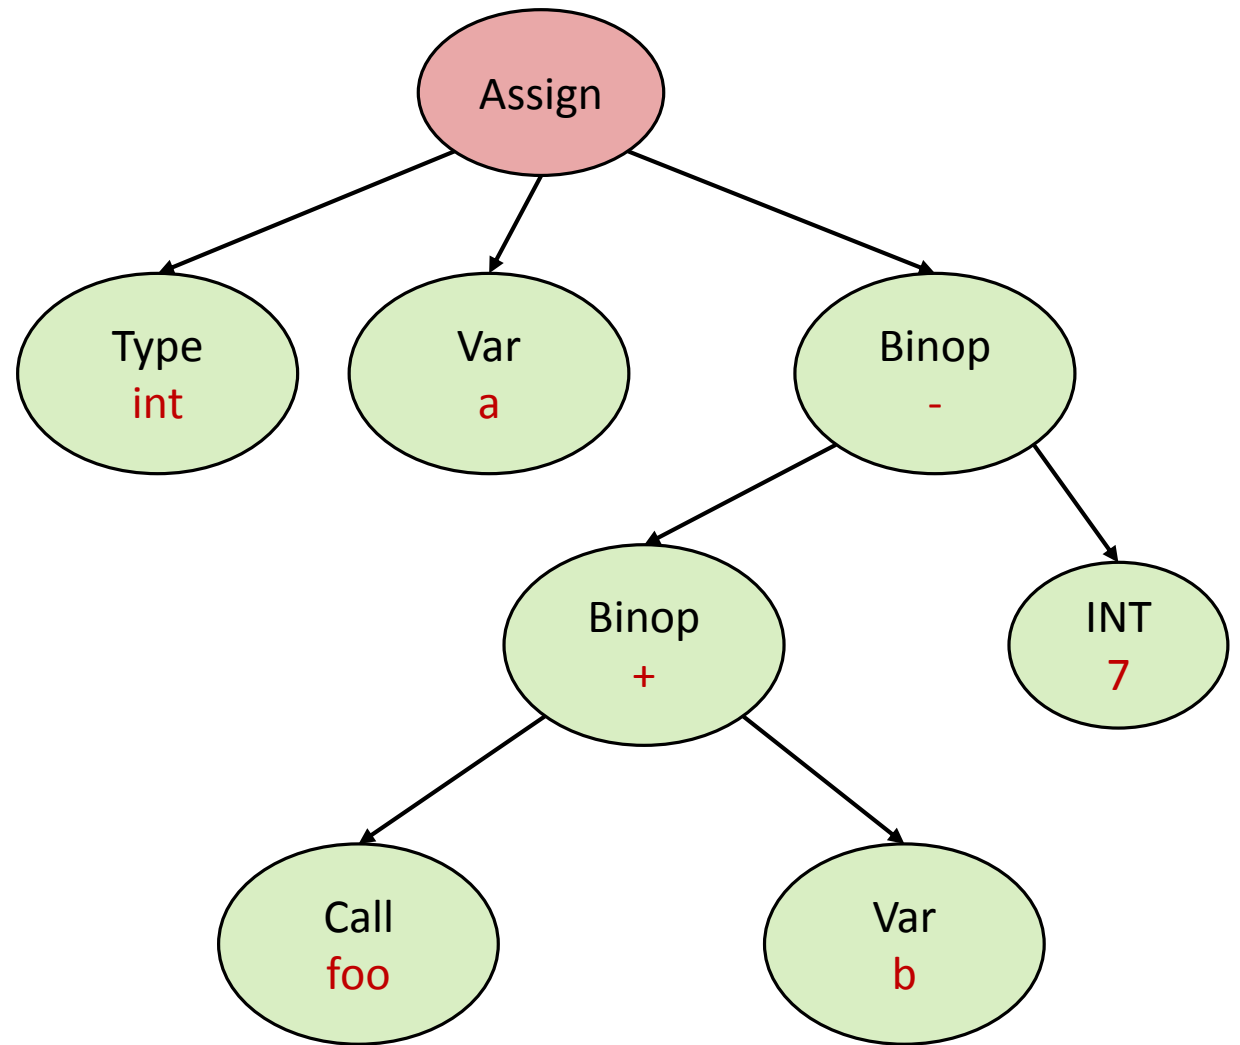 Assign
Type
int
Var
a
Binop
-
Binop
+
INT
7
Call
foo
Var
b